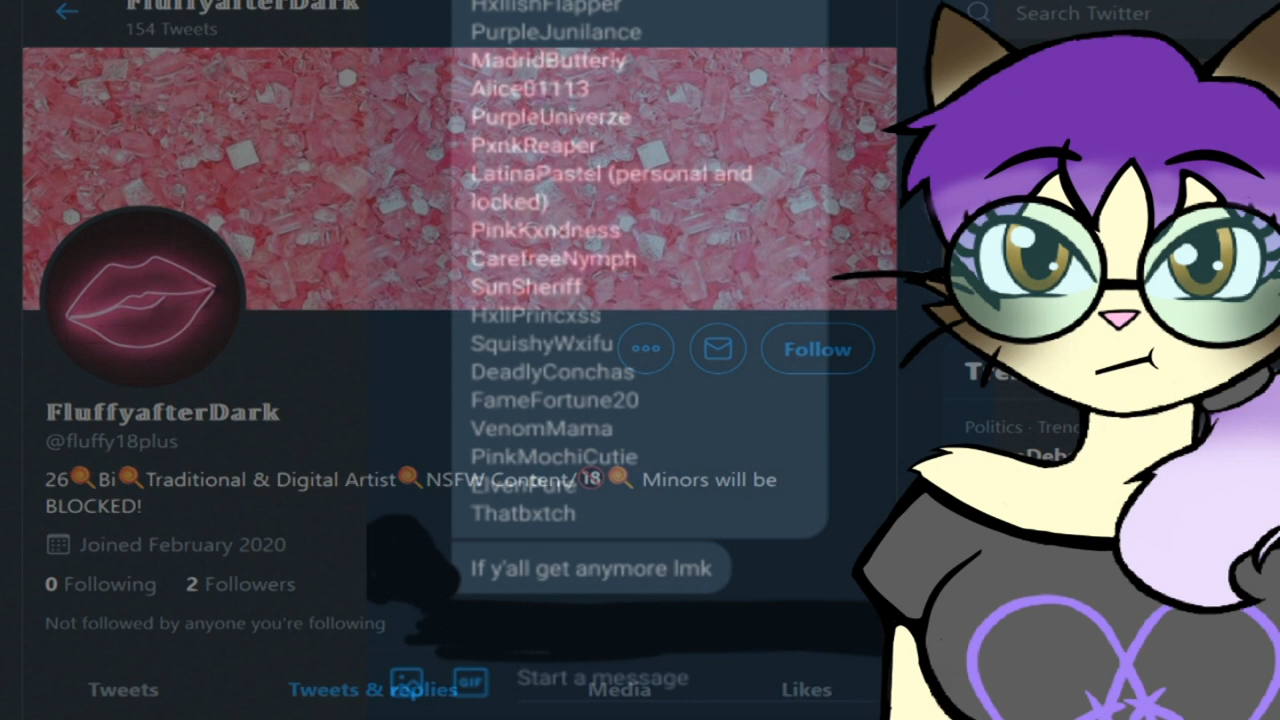 FluffyafterDark
154 Tweets
Search Twitter
HxllishFlapper
PurpleJunilance
MadridButterly
Alice01113
PurpleUniverze
PxnkReaper
LatinaPastel (personal and
locked)
PinkKxndness
CarefreeNymph
SunSheriff
HxllPrincxss
SquishyWxifu
DeadlyConchas
FameFortune20
VenomMama
PinkMochiCutie
Thatbxtch
If y'all get anymore lmk
Follow
FluffyafterDark
@fluffy18plus
26🍭Bi🍭Traditional & Digital Artist🍭NSFW Content/🔞🍭 Minors will be
BLOCKED!
Joined February 2020
0 Following 2 Followers
Not followed by anyone you're following
GIF
Start a message
Tweets Tweets & replies Media Likes
Politics